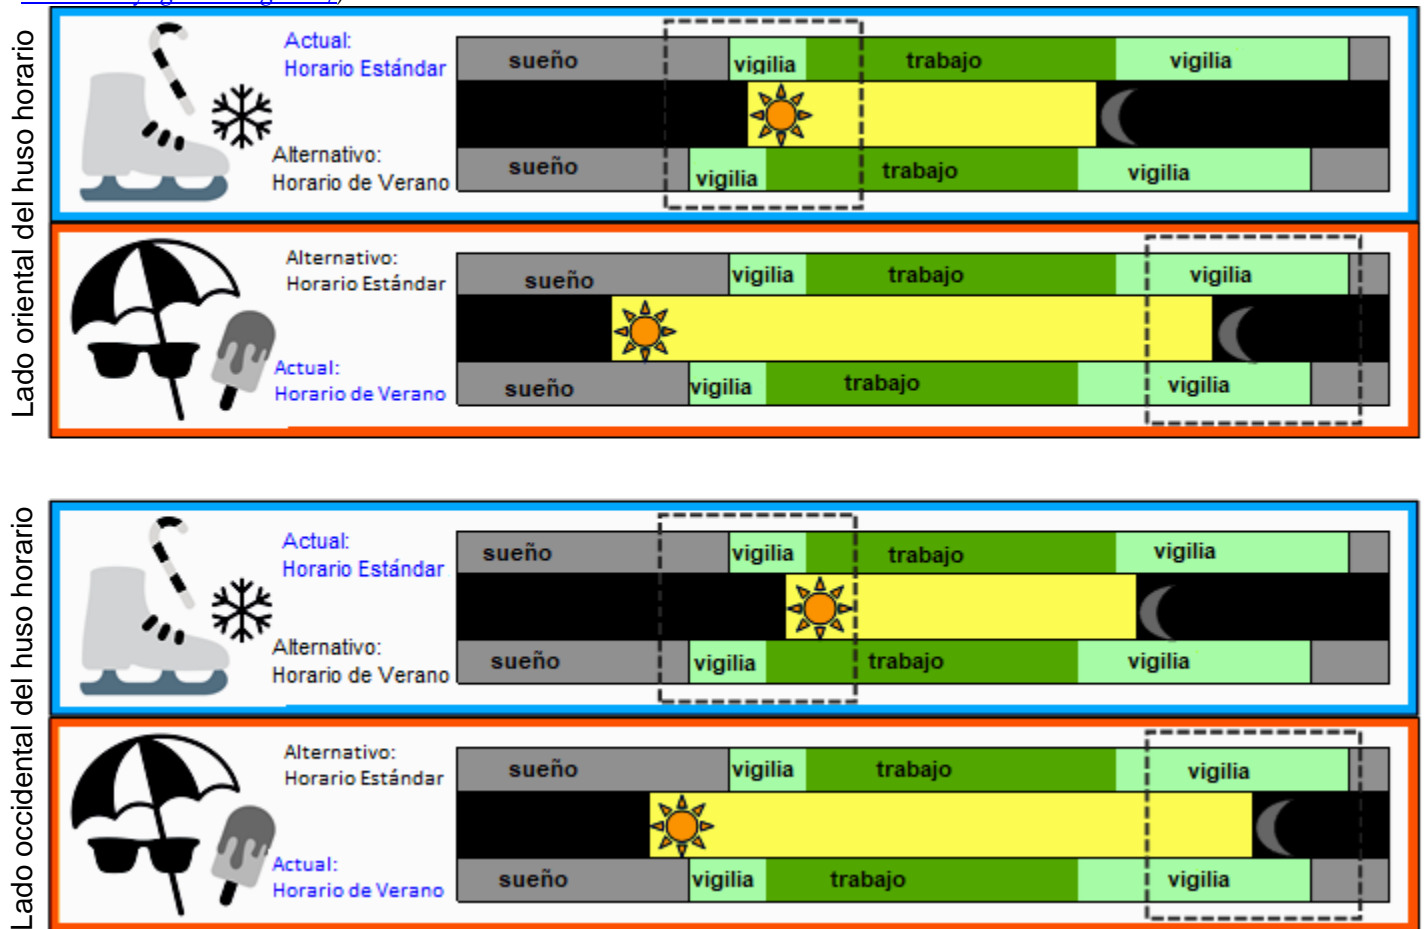 Lado oriental del huso horario
Actual:
Horario Estándar
sueño
vigilia
trabajo
vigilia
Alternativo:
Horario de Verano
sueño
vigilia
trabajo
vigilia
Alternativo:
Horario Estándar
sueño
vigilia
trabajo
vigilia
Actual:
Horario de Verano
sueño
vigilia
trabajo
vigilia
Lado occidental del huso horario
Actual:
Horario Estándar
sueño
vigilia
trabajo
vigilia
Alternativo:
Horario de Verano
sueño
vigilia
trabajo
vigilia
Alternativo:
Horario Estándar
sueño
vigilia
trabajo
vigilia
Actual:
Horario de Verano
sueño
vigilia
trabajo
vigilia